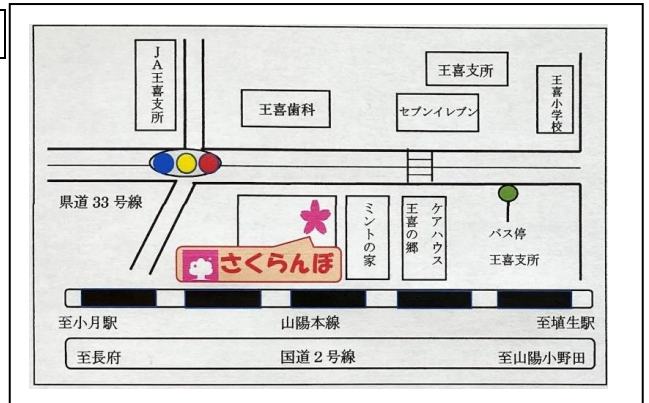 JA王喜支所
王喜歯科
王喜支所
セブンイレブン
王喜小学校
県道33号線
さくらんぼ
ミントの家
ケアハウス
王喜の郷
バス停
王喜支所
至小月駅
山陽本線
至埴生駅
至長府
国道2号線
至山陽小野田